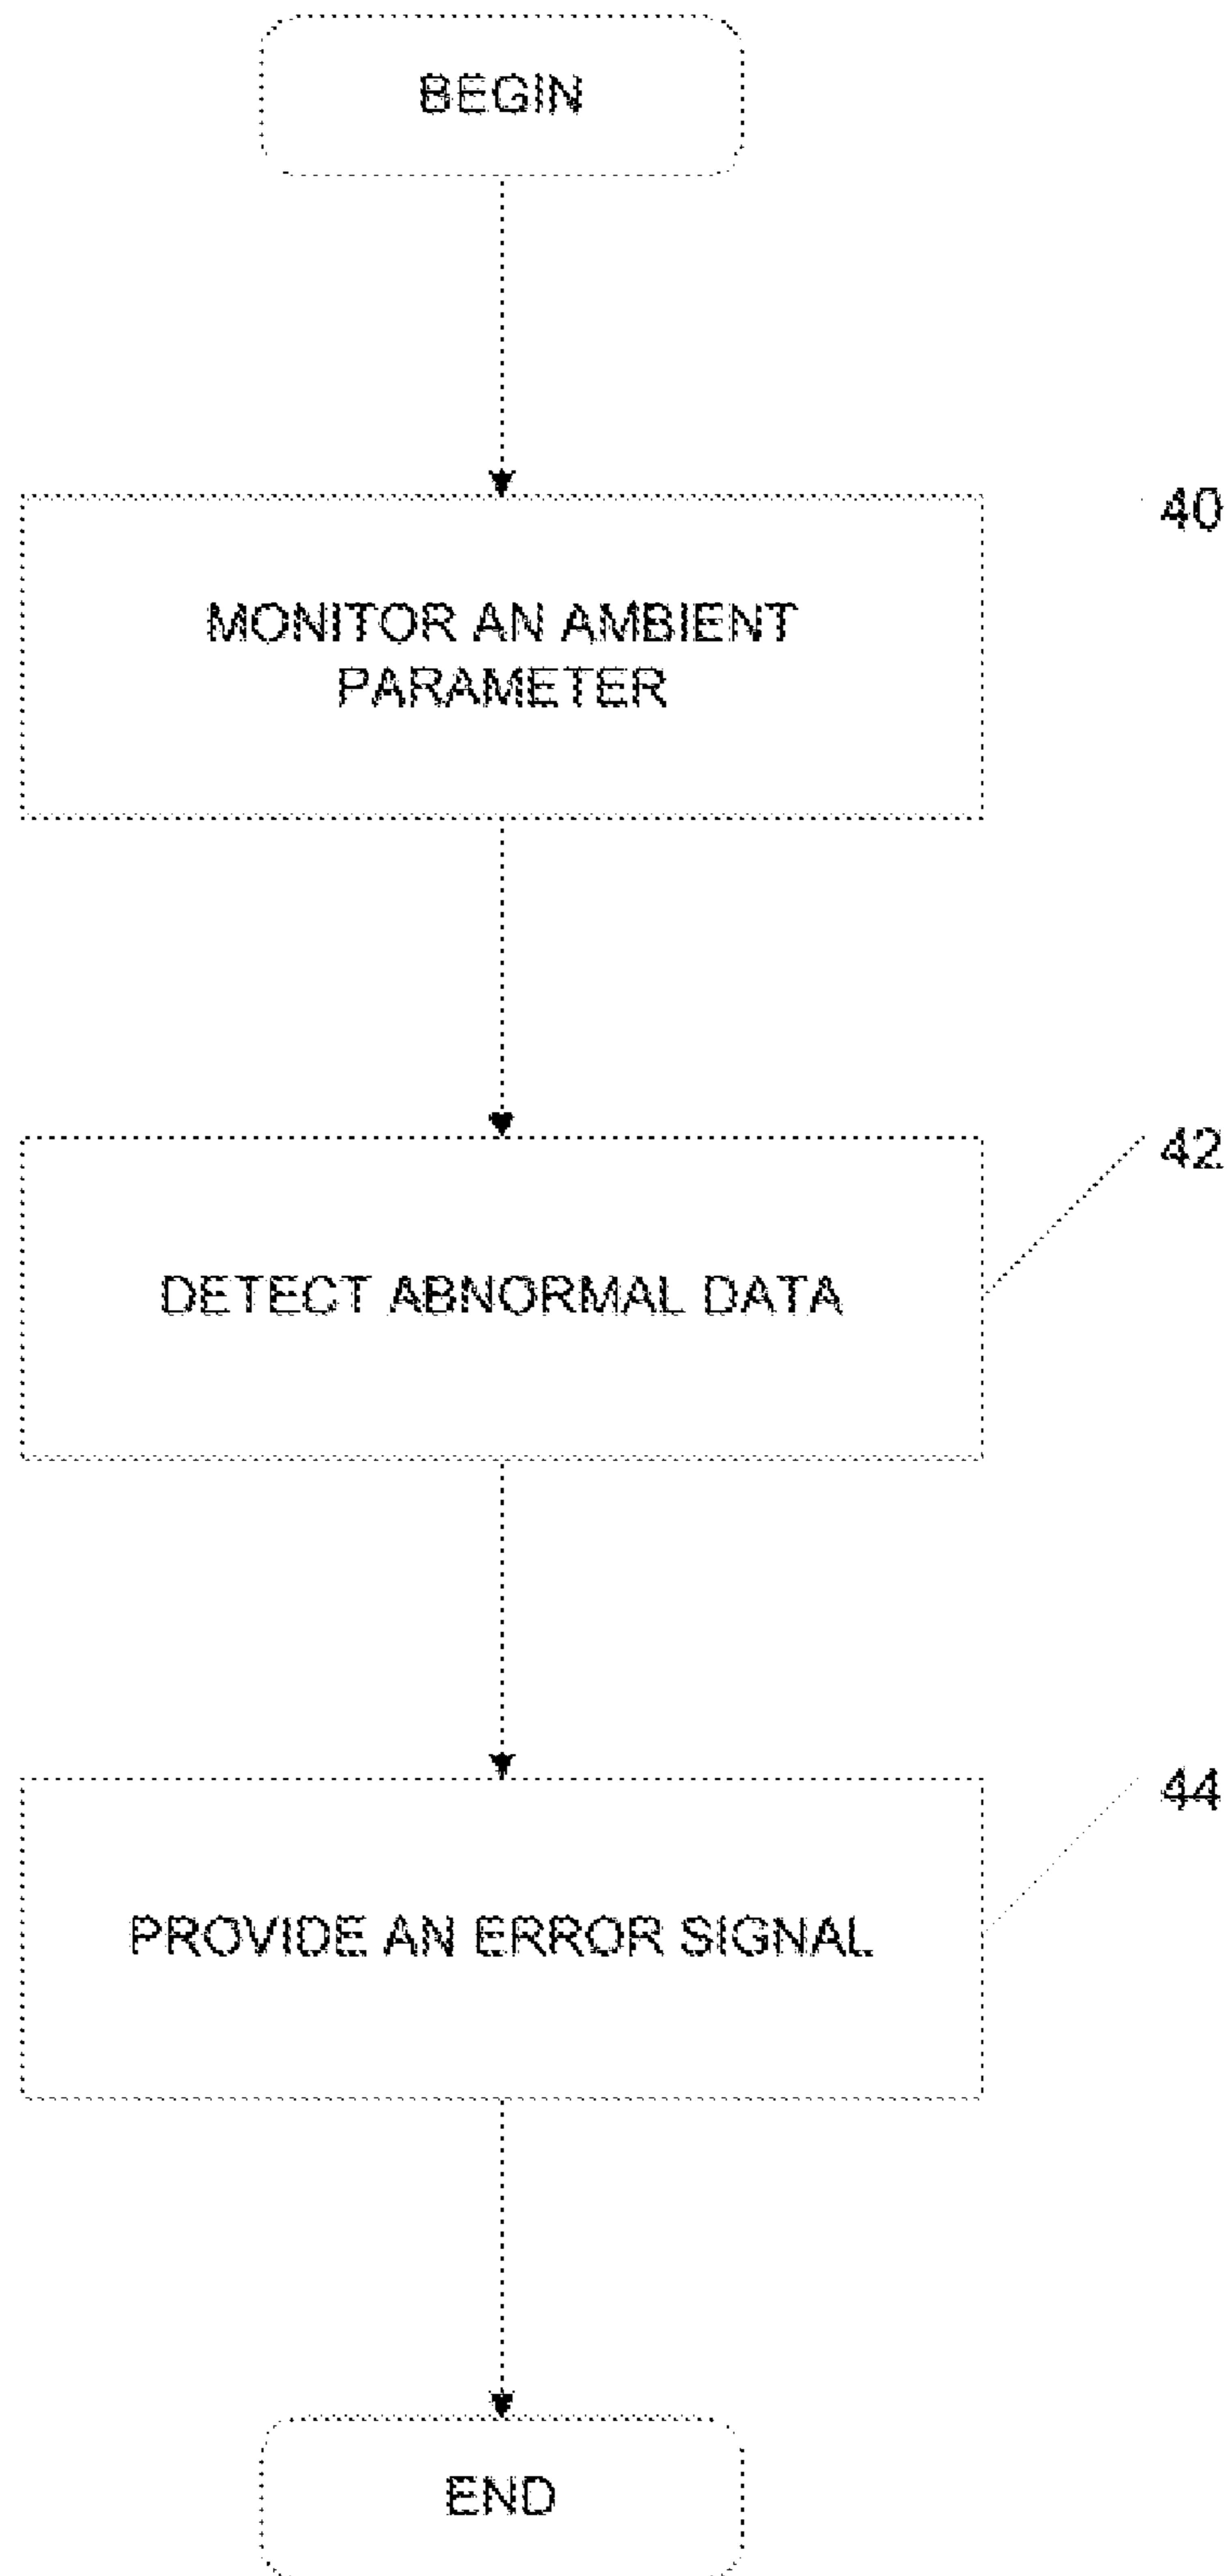 BEGIN
40
MONITOR AN AMBIENT
PARAMETER
42
DETECT ABNORMAL DATA
44
PROVIDE AN ERROR SIGNAL
END